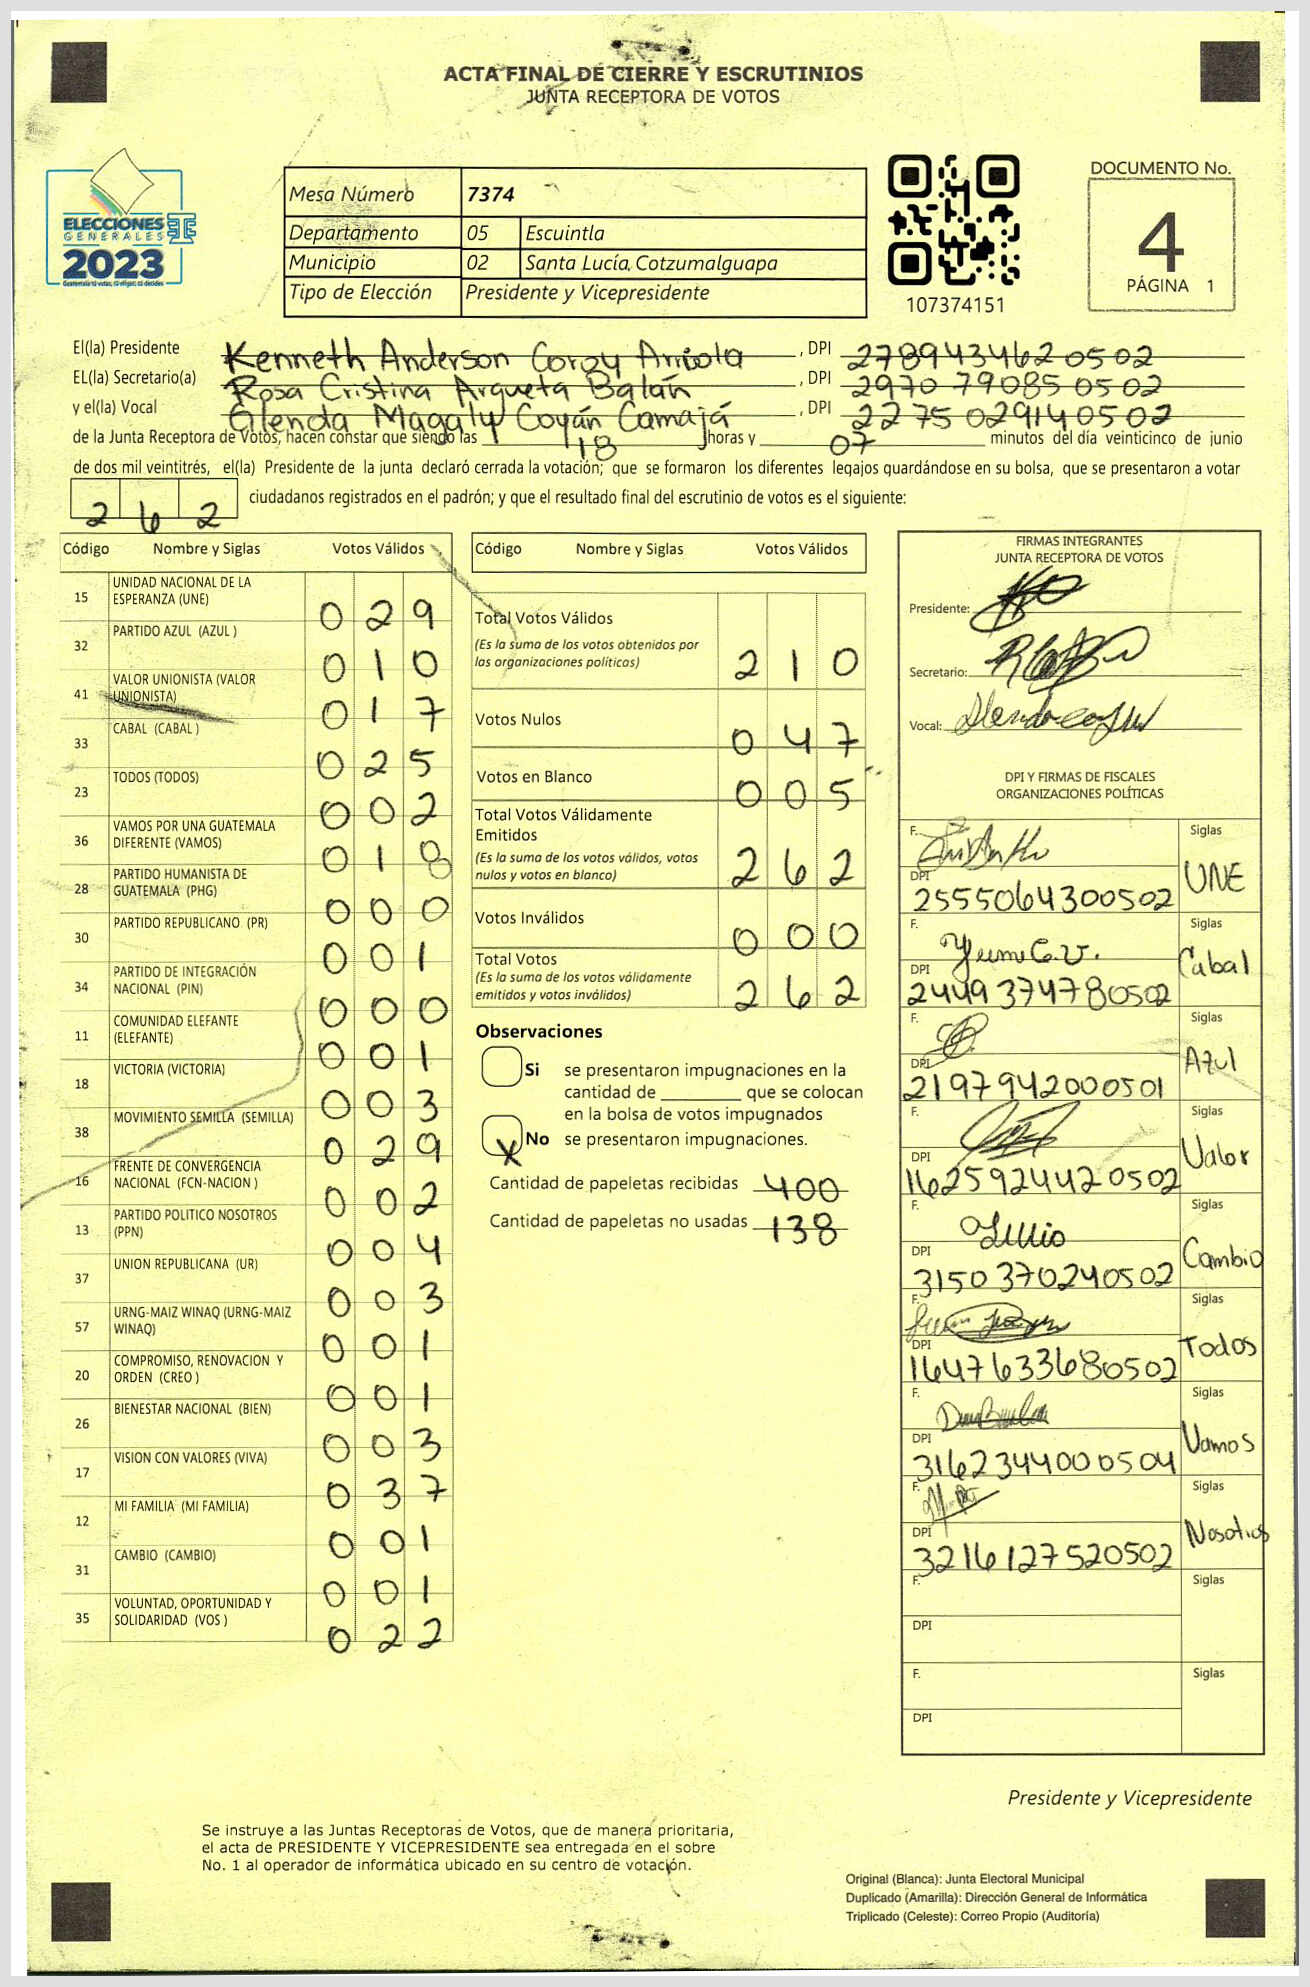 ACTA FINAL DE CIERRE Y ESCRUTINIOS
JUNTA RECEPTORA DE VOTOS
ELECCIONES
GENERALES
2023
Mesa Número 7374
Departamento 05 Escuintla
Municipio 02 Santa Lucía Cotzumalguapa
Tipo de Elección Presidente y Vicepresidente
107374151
DOCUMENTO No.
4
PÁGINA 1
El(la) Presidente Kenneth Anderson Coroy Arriola , DPI 2789434620502
EL(la) Secretario(a) Rosa Cristina Argueta Balán , DPI 2970790850502
y el(la) Vocal Glenda Magaly Coyán Camajá , DPI 2275029140502
de la Junta Receptora de Votos, hacen constar que siendo las 18 horas y 07 minutos del día veinticinco de junio
de dos mil veintitrés, el(la) Presidente de la junta declaró cerrada la votación; que se formaron los diferentes legajos guardándose en su bolsa, que se presentaron a votar
262 ciudadanos registrados en el padrón; y que el resultado final del escrutinio de votos es el siguiente:
Código Nombre y Siglas Votos Válidos
15 UNIDAD NACIONAL DE LA
ESPERANZA (UNE) 029
32 PARTIDO AZUL (AZUL ) 010
41 VALOR UNIONISTA (VALOR
UNIONISTA) 017
33 CABAL (CABAL ) 025
23 TODOS (TODOS) 002
36 VAMOS POR UNA GUATEMALA
DIFERENTE (VAMOS) 018
28 PARTIDO HUMANISTA DE
GUATEMALA (PHG) 000
30 PARTIDO REPUBLICANO (PR) 001
34 PARTIDO DE INTEGRACIÓN
NACIONAL (PIN) 000
11 COMUNIDAD ELEFANTE
(ELEFANTE) 001
18 VICTORIA (VICTORIA) 003
38 MOVIMIENTO SEMILLA (SEMILLA) 029
16 FRENTE DE CONVERGENCIA
NACIONAL (FCN-NACION ) 002
13 PARTIDO POLITICO NOSOTROS
(PPN) 004
37 UNION REPUBLICANA (UR) 003
57 URNG-MAIZ WINAQ (URNG-MAIZ
WINAQ) 001
20 COMPROMISO, RENOVACION Y
ORDEN (CREO ) 001
26 BIENESTAR NACIONAL (BIEN) 003
17 VISION CON VALORES (VIVA) 037
12 MI FAMILIA (MI FAMILIA) 001
31 CAMBIO (CAMBIO) 001
35 VOLUNTAD, OPORTUNIDAD Y
SOLIDARIDAD (VOS ) 022
Código Nombre y Siglas Votos Válidos
Total Votos Válidos
(Es la suma de los votos obtenidos por
las organizaciones políticas) 210
Votos Nulos 047
Votos en Blanco 005
Total Votos Válidamente
Emitidos
(Es la suma de los votos válidos, votos
nulos y votos en blanco) 262
Votos Inválidos 000
Total Votos
(Es la suma de los votos válidamente
emitidos y votos inválidos) 262
Observaciones
Si se presentaron impugnaciones en la
cantidad de ________ que se colocan
en la bolsa de votos impugnados
X No se presentaron impugnaciones.
Cantidad de papeletas recibidas 400
Cantidad de papeletas no usadas 138
FIRMAS INTEGRANTES
JUNTA RECEPTORA DE VOTOS
Presidente:
Secretario:
Vocal:
DPI Y FIRMAS DE FISCALES
ORGANIZACIONES POLÍTICAS
F. Siglas
DPI UNE
2555064300502
F. Siglas
DPI Cabal
2449374780502
F. Siglas
DPI Azul
2197942000501
F. Siglas
DPI Valor
1625924420502
F. Siglas
DPI Cambio
3150370240502
F. Siglas
DPI Todos
1647633680502
F. Siglas
DPI Vamos
3162344000504
F. Siglas
DPI Nosotros
3216127520502
F. Siglas
DPI
F. Siglas
DPI
Presidente y Vicepresidente
Se instruye a las Juntas Receptoras de Votos, que de manera prioritaria,
el acta de PRESIDENTE Y VICEPRESIDENTE sea entregada en el sobre
No. 1 al operador de informática ubicado en su centro de votación.
Original (Blanca): Junta Electoral Municipal
Duplicado (Amarilla): Dirección General de Informática
Triplicado (Celeste): Correo Propio (Auditoría)